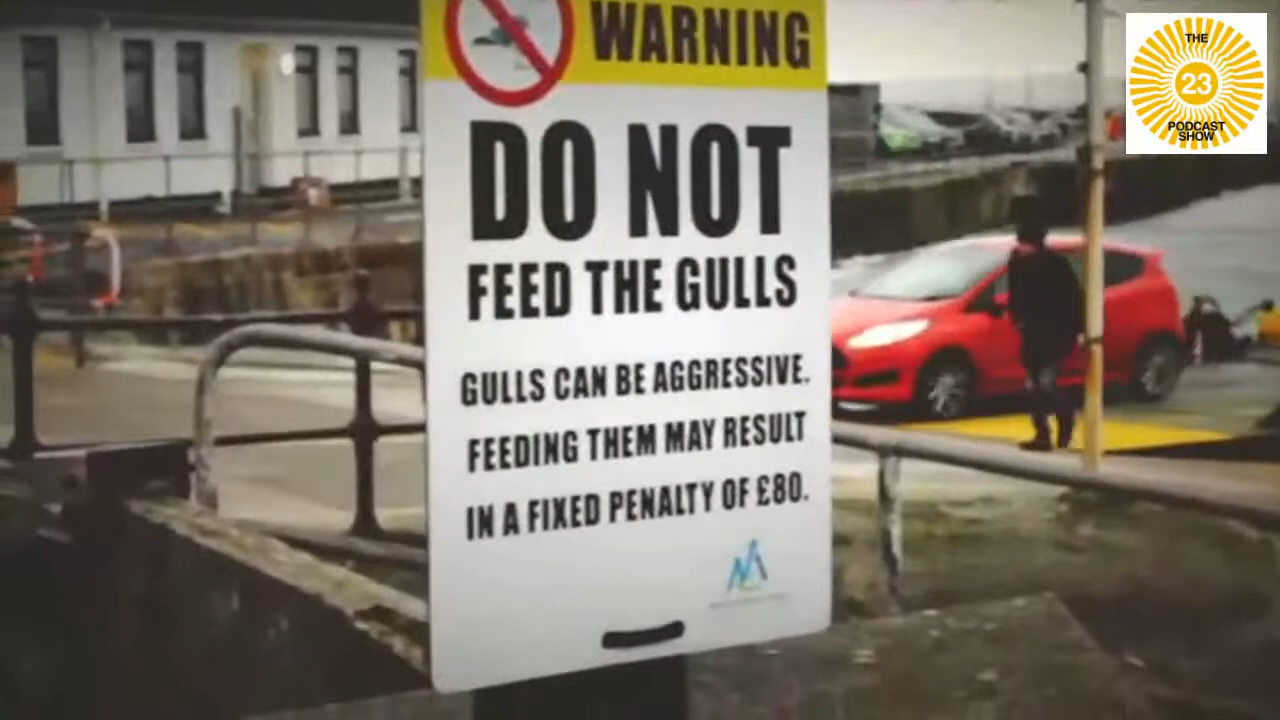 WARNING
DO NOT
FEED THE GULLS
GULLS CAN BE AGGRESSIVE.
FEEDING THEM MAY RESULT
IN A FIXED PENALTY OF £80.
THE
23
PODCAST
SHOW